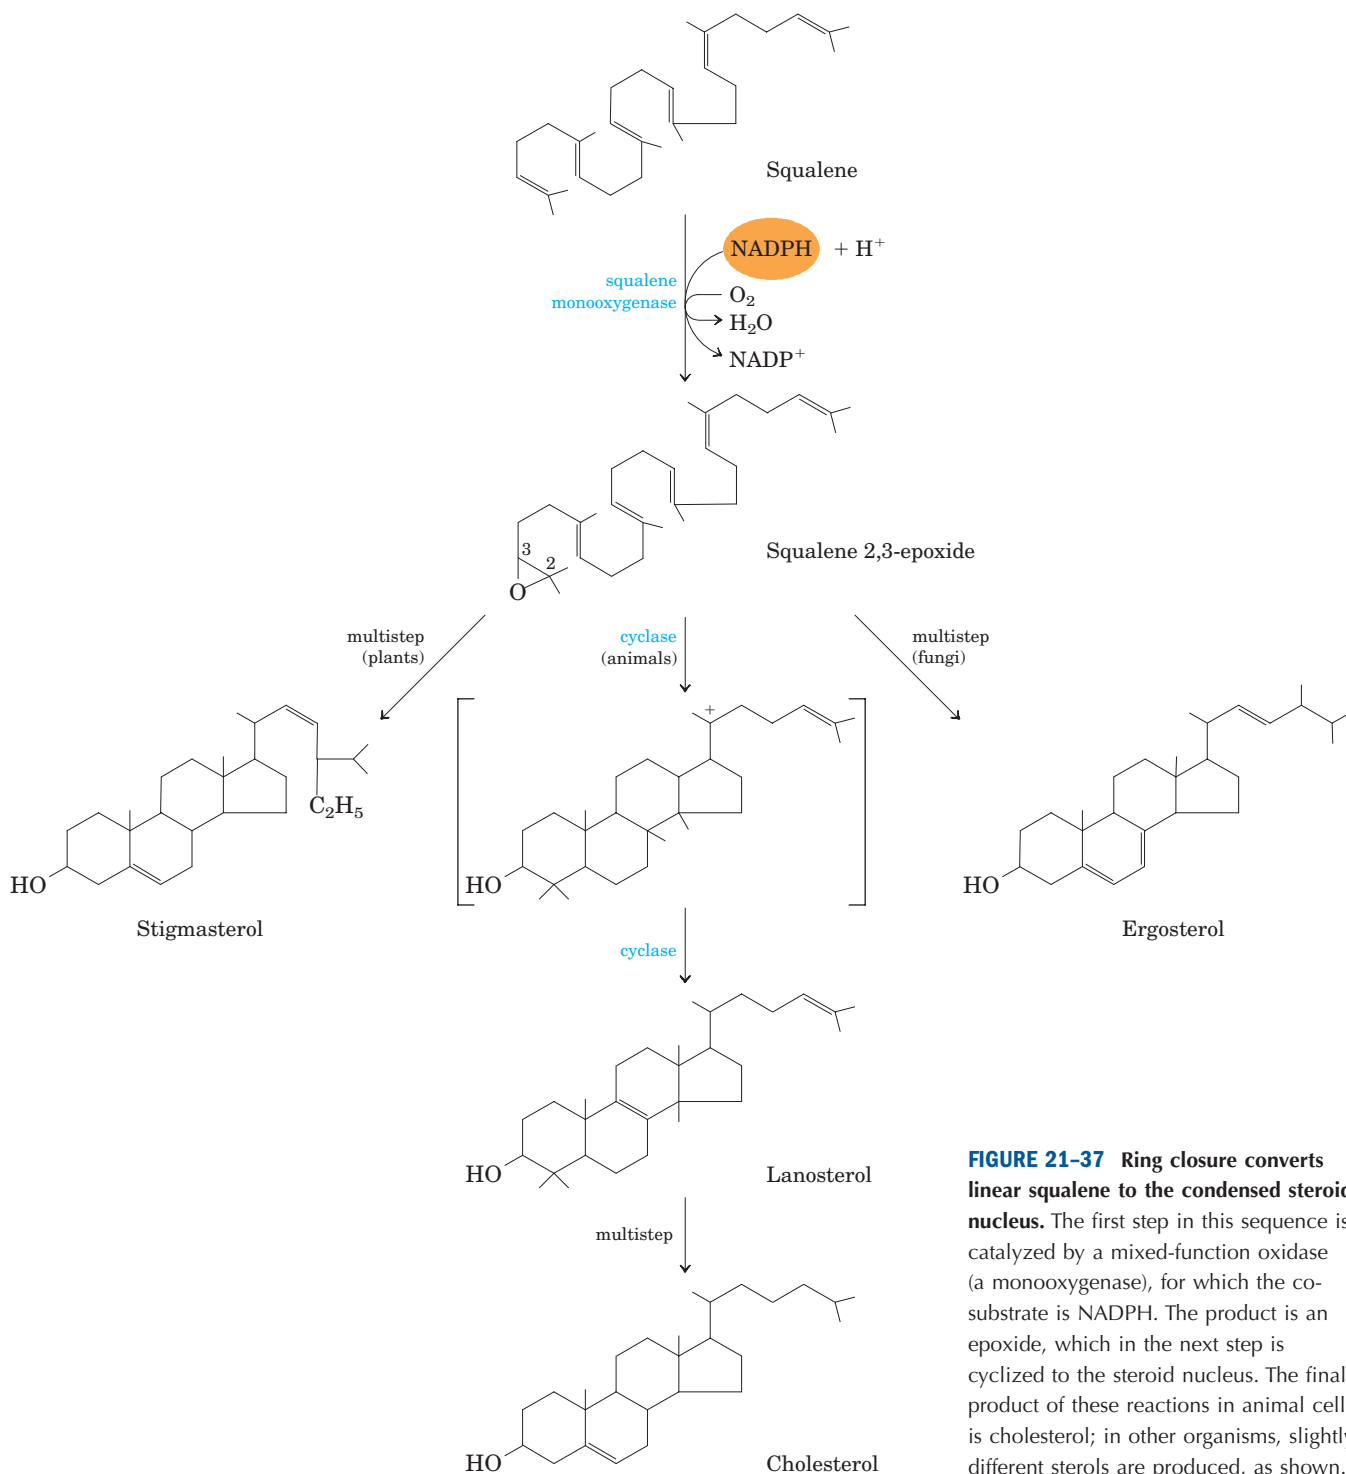 Squalene
NADPH + H⁺
squalene
monooxygenase
O₂
H₂O
NADP⁺
3
2
O
Squalene 2,3-epoxide
multistep
(plants)
cyclase
(animals)
multistep
(fungi)
+
C₂H₅
HO
HO
HO
Stigmasterol
Ergosterol
cyclase
HO
Lanosterol
multistep
HO
Cholesterol
FIGURE 21–37 Ring closure converts
linear squalene to the condensed steroid
nucleus. The first step in this sequence is
catalyzed by a mixed-function oxidase
(a monooxygenase), for which the co-
substrate is NADPH. The product is an
epoxide, which in the next step is
cyclized to the steroid nucleus. The final
product of these reactions in animal cell
is cholesterol; in other organisms, slightly
different sterols are produced, as shown.